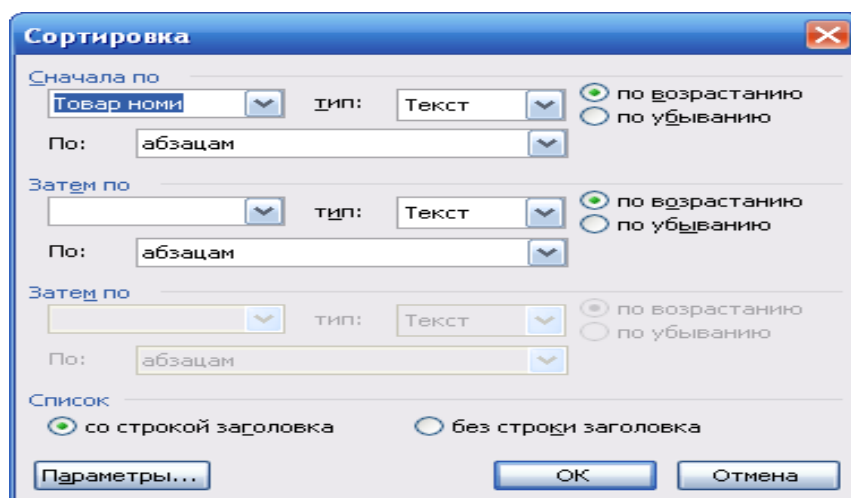 Сортировка
Сначала по
Товар номи тип: Текст по возрастанию
по убыванию
По: абзацам
Затем по
тип: Текст по возрастанию
по убыванию
По: абзацам
Затем по
тип: Текст по возрастанию
по убыванию
По: абзацам
Список
со строкой заголовка без строки заголовка
Параметры... ОК Отмена